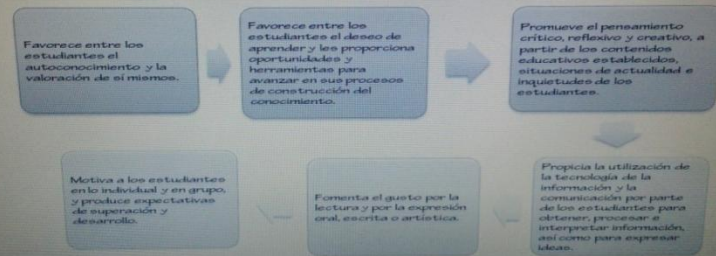 Favorece entre los
estudiantes el
autoconocimiento y la
valoración de sí mismos.
Favorece entre los
estudiantes el deseo de
aprender y les proporciona
oportunidades y
herramientas para
avanzar en sus procesos
de construcción del
conocimiento.
Promueve el pensamiento
crítico, reflexivo y creativo, a
partir de los contenidos
educativos establecidos,
situaciones de actualidad e
inquietudes de los
estudiantes.
Propicia la utilización de
la tecnología de la
información y la
comunicación por parte
de los estudiantes para
obtener, procesar e
interpretar información,
así como para expresar
ideas.
Fomenta el gusto por la
lectura y por la expresión
oral, escrita o artística.
Motiva a los estudiantes
en lo individual y en grupo,
y produce expectativas
de superación y
desarrollo.